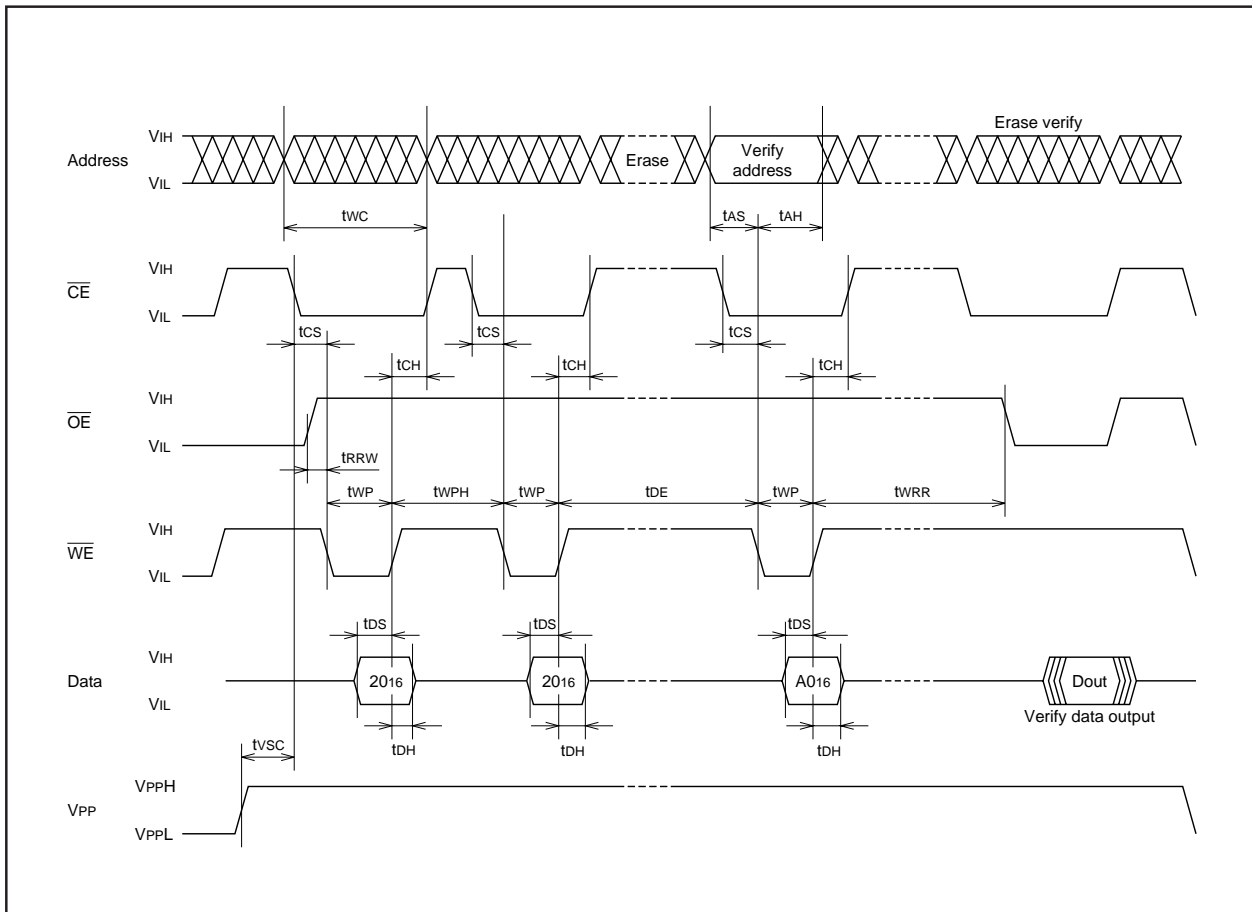 Erase verify
VIH
Address
Erase
Verify
address
VIL
tWC
tAS
tAH
VIH
CE
VIL
tCS
tCS
tCS
tCH
tCH
tCH
VIH
OE
VIL
tRRW
tWP
tWPH
tWP
tDE
tWP
tWRR
VIH
WE
VIL
tDS
tDS
tDS
VIH
Data
2016
2016
A016
Dout
VIL
Verify data output
tVSC
tDH
tDH
tDH
VPPH
VPP
VPPL